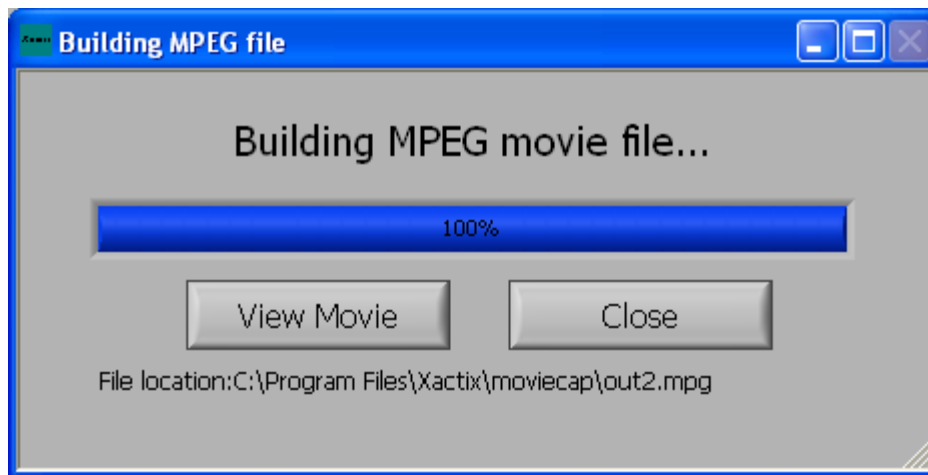 Building MPEG file
Building MPEG movie file...
100%
View Movie
Close
File location:C:\Program Files\Xactix\moviecap\out2.mpg